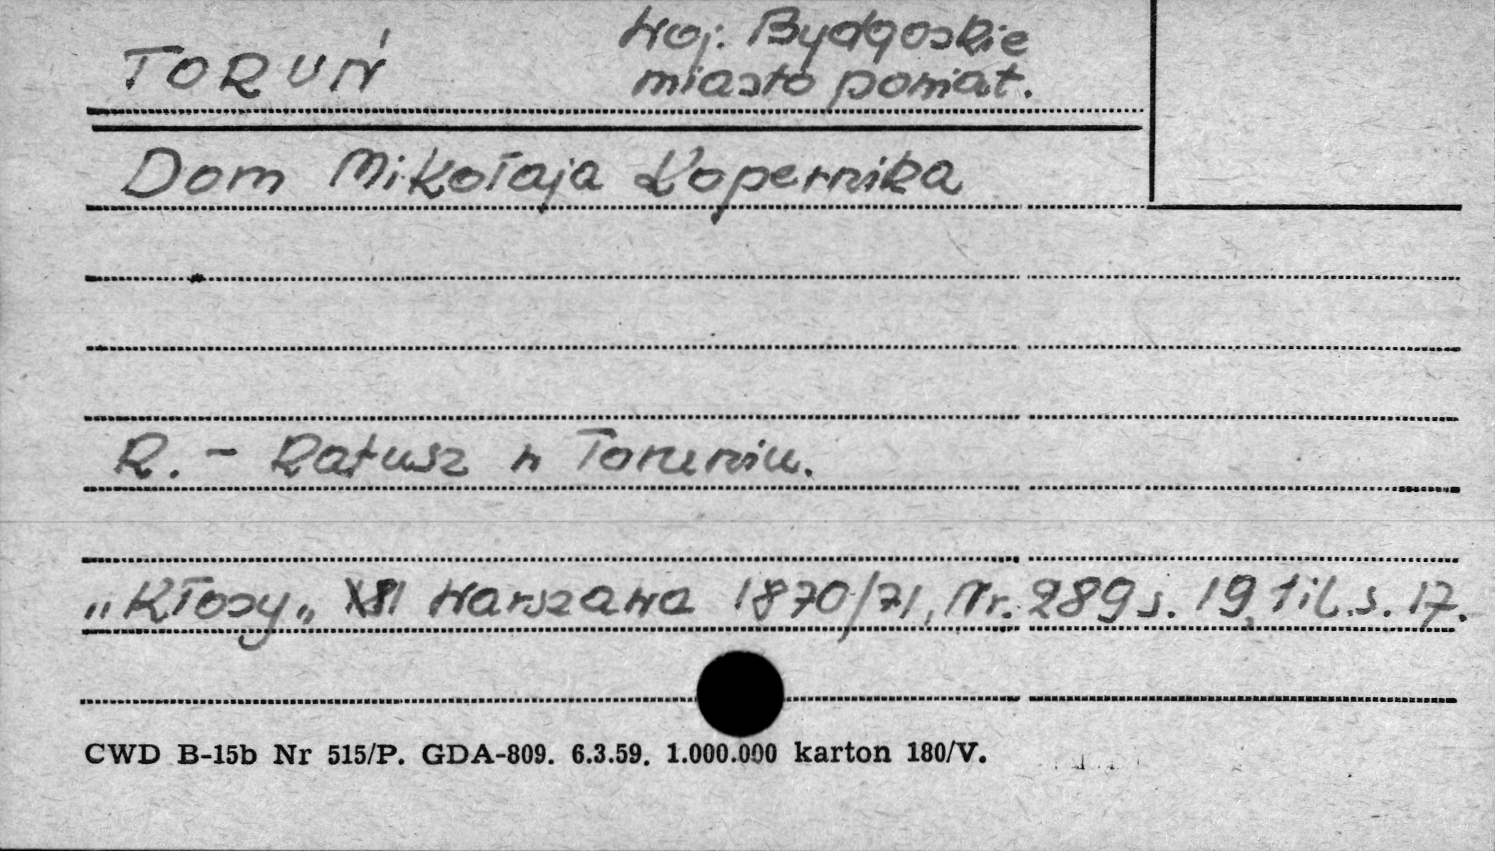 TORUŃ
woj. Bydgoskie
miasto powiat.
Dom Mikołaja Kopernika
R. - Ratusz w Toruniu.
„Kłosy„ Warszawa 1870/71, Nr. 289 s. 19, 1 il. s. 17.
CWD B-15b Nr 515/P. GDA-809. 6.3.59. 1.000.000 karton 180/V.